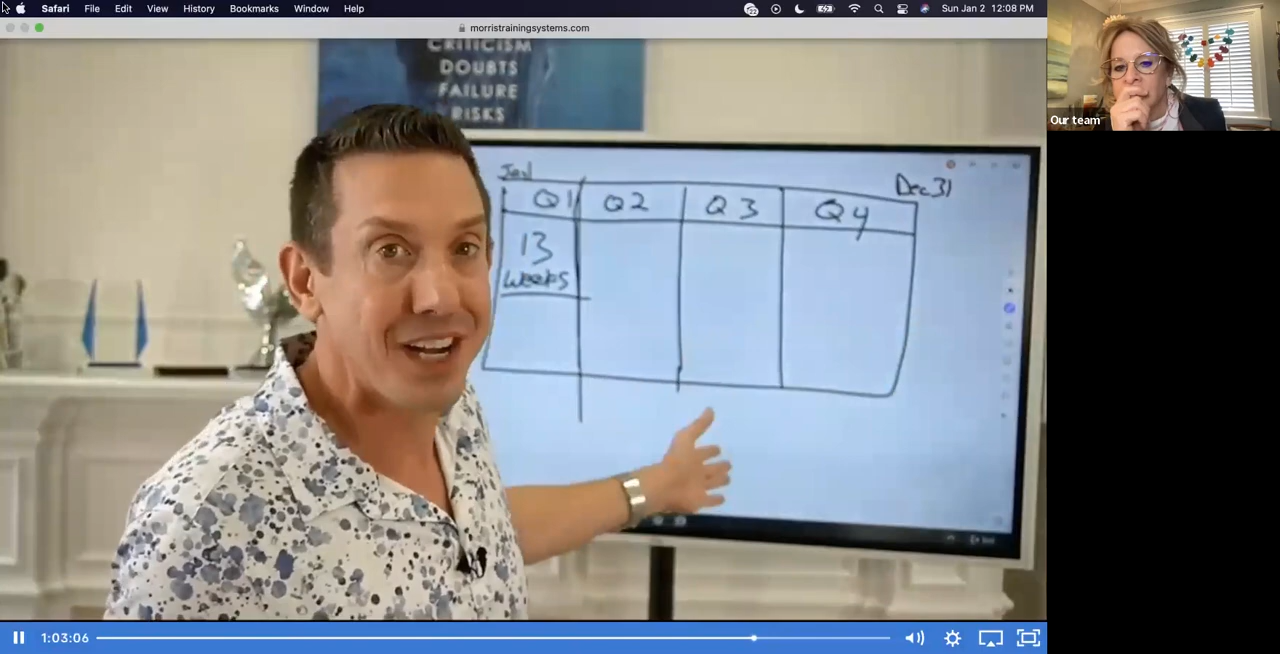 Safari File Edit View History Bookmarks Window Help Sun Jan 2 12:08 PM
morristrainingsystems.com
CRITICISM
DOUBTS
FAILURE
RISKS
Our team
Dec 31
Q1 Q2 Q3 Q4
13
weeks
1:03:06